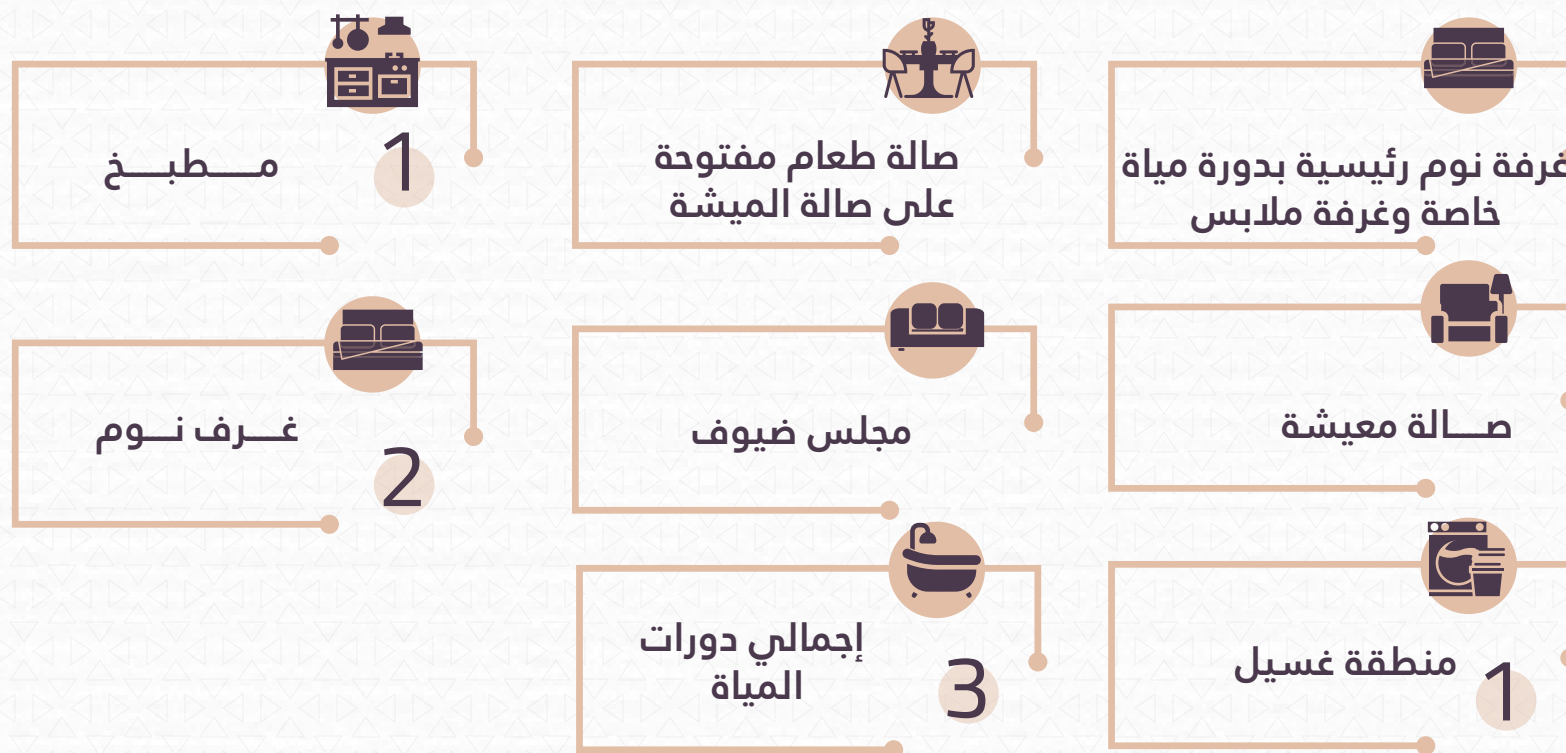 غرفة نوم رئيسية بدورة مياة
خاصة وغرفة ملابس
صالة طعام مفتوحة
على صالة الميشة
1 مـــطبـــخ
صـــالة معيشة
مجلس ضيوف
2 غـــرف نـــوم
1 منطقة غسيل
3 إجمالي دورات
المياة